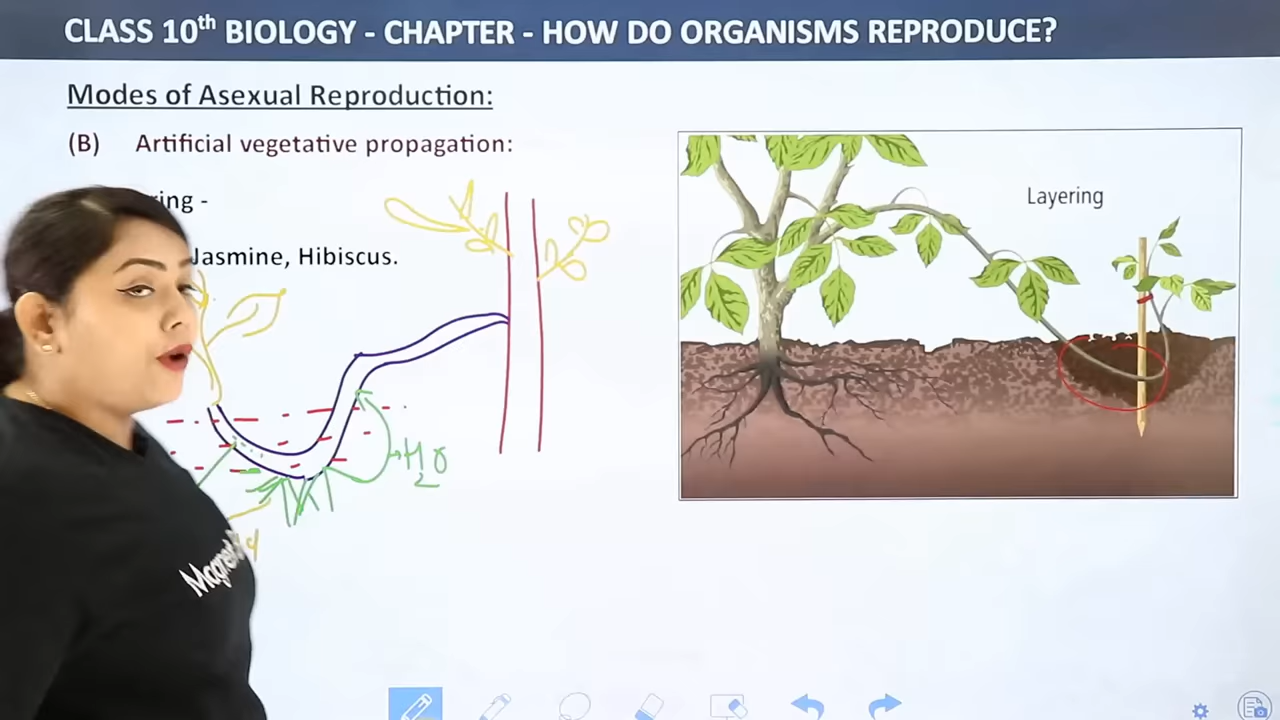 CLASS 10th BIOLOGY - CHAPTER - HOW DO ORGANISMS REPRODUCE?
Modes of Asexual Reproduction:
(B) Artificial vegetative propagation:
ring -
Jasmine, Hibiscus.
Layering
H2O